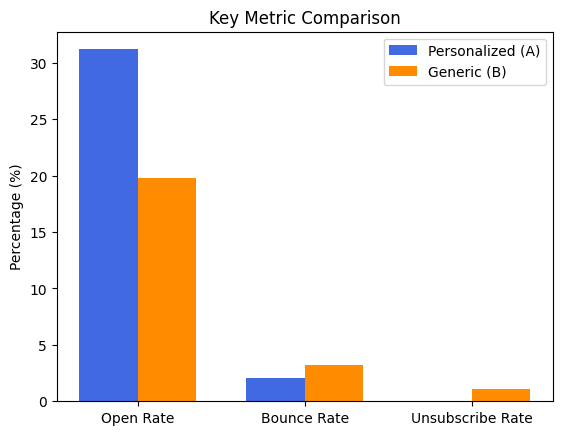 Key Metric Comparison
Personalized (A)
Generic (B)
Percentage (%)
30
25
20
15
10
5
0
Open Rate
Bounce Rate
Unsubscribe Rate